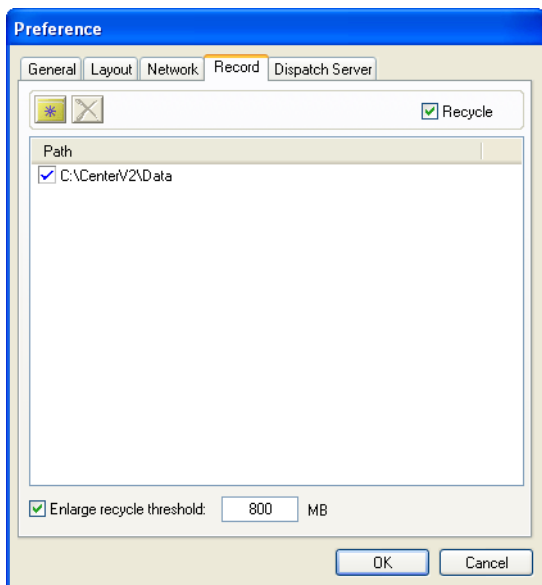 Preference
General Layout Network Record Dispatch Server
Recycle
Path
C:\CenterV2\Data
Enlarge recycle threshold: 800 MB
OK Cancel